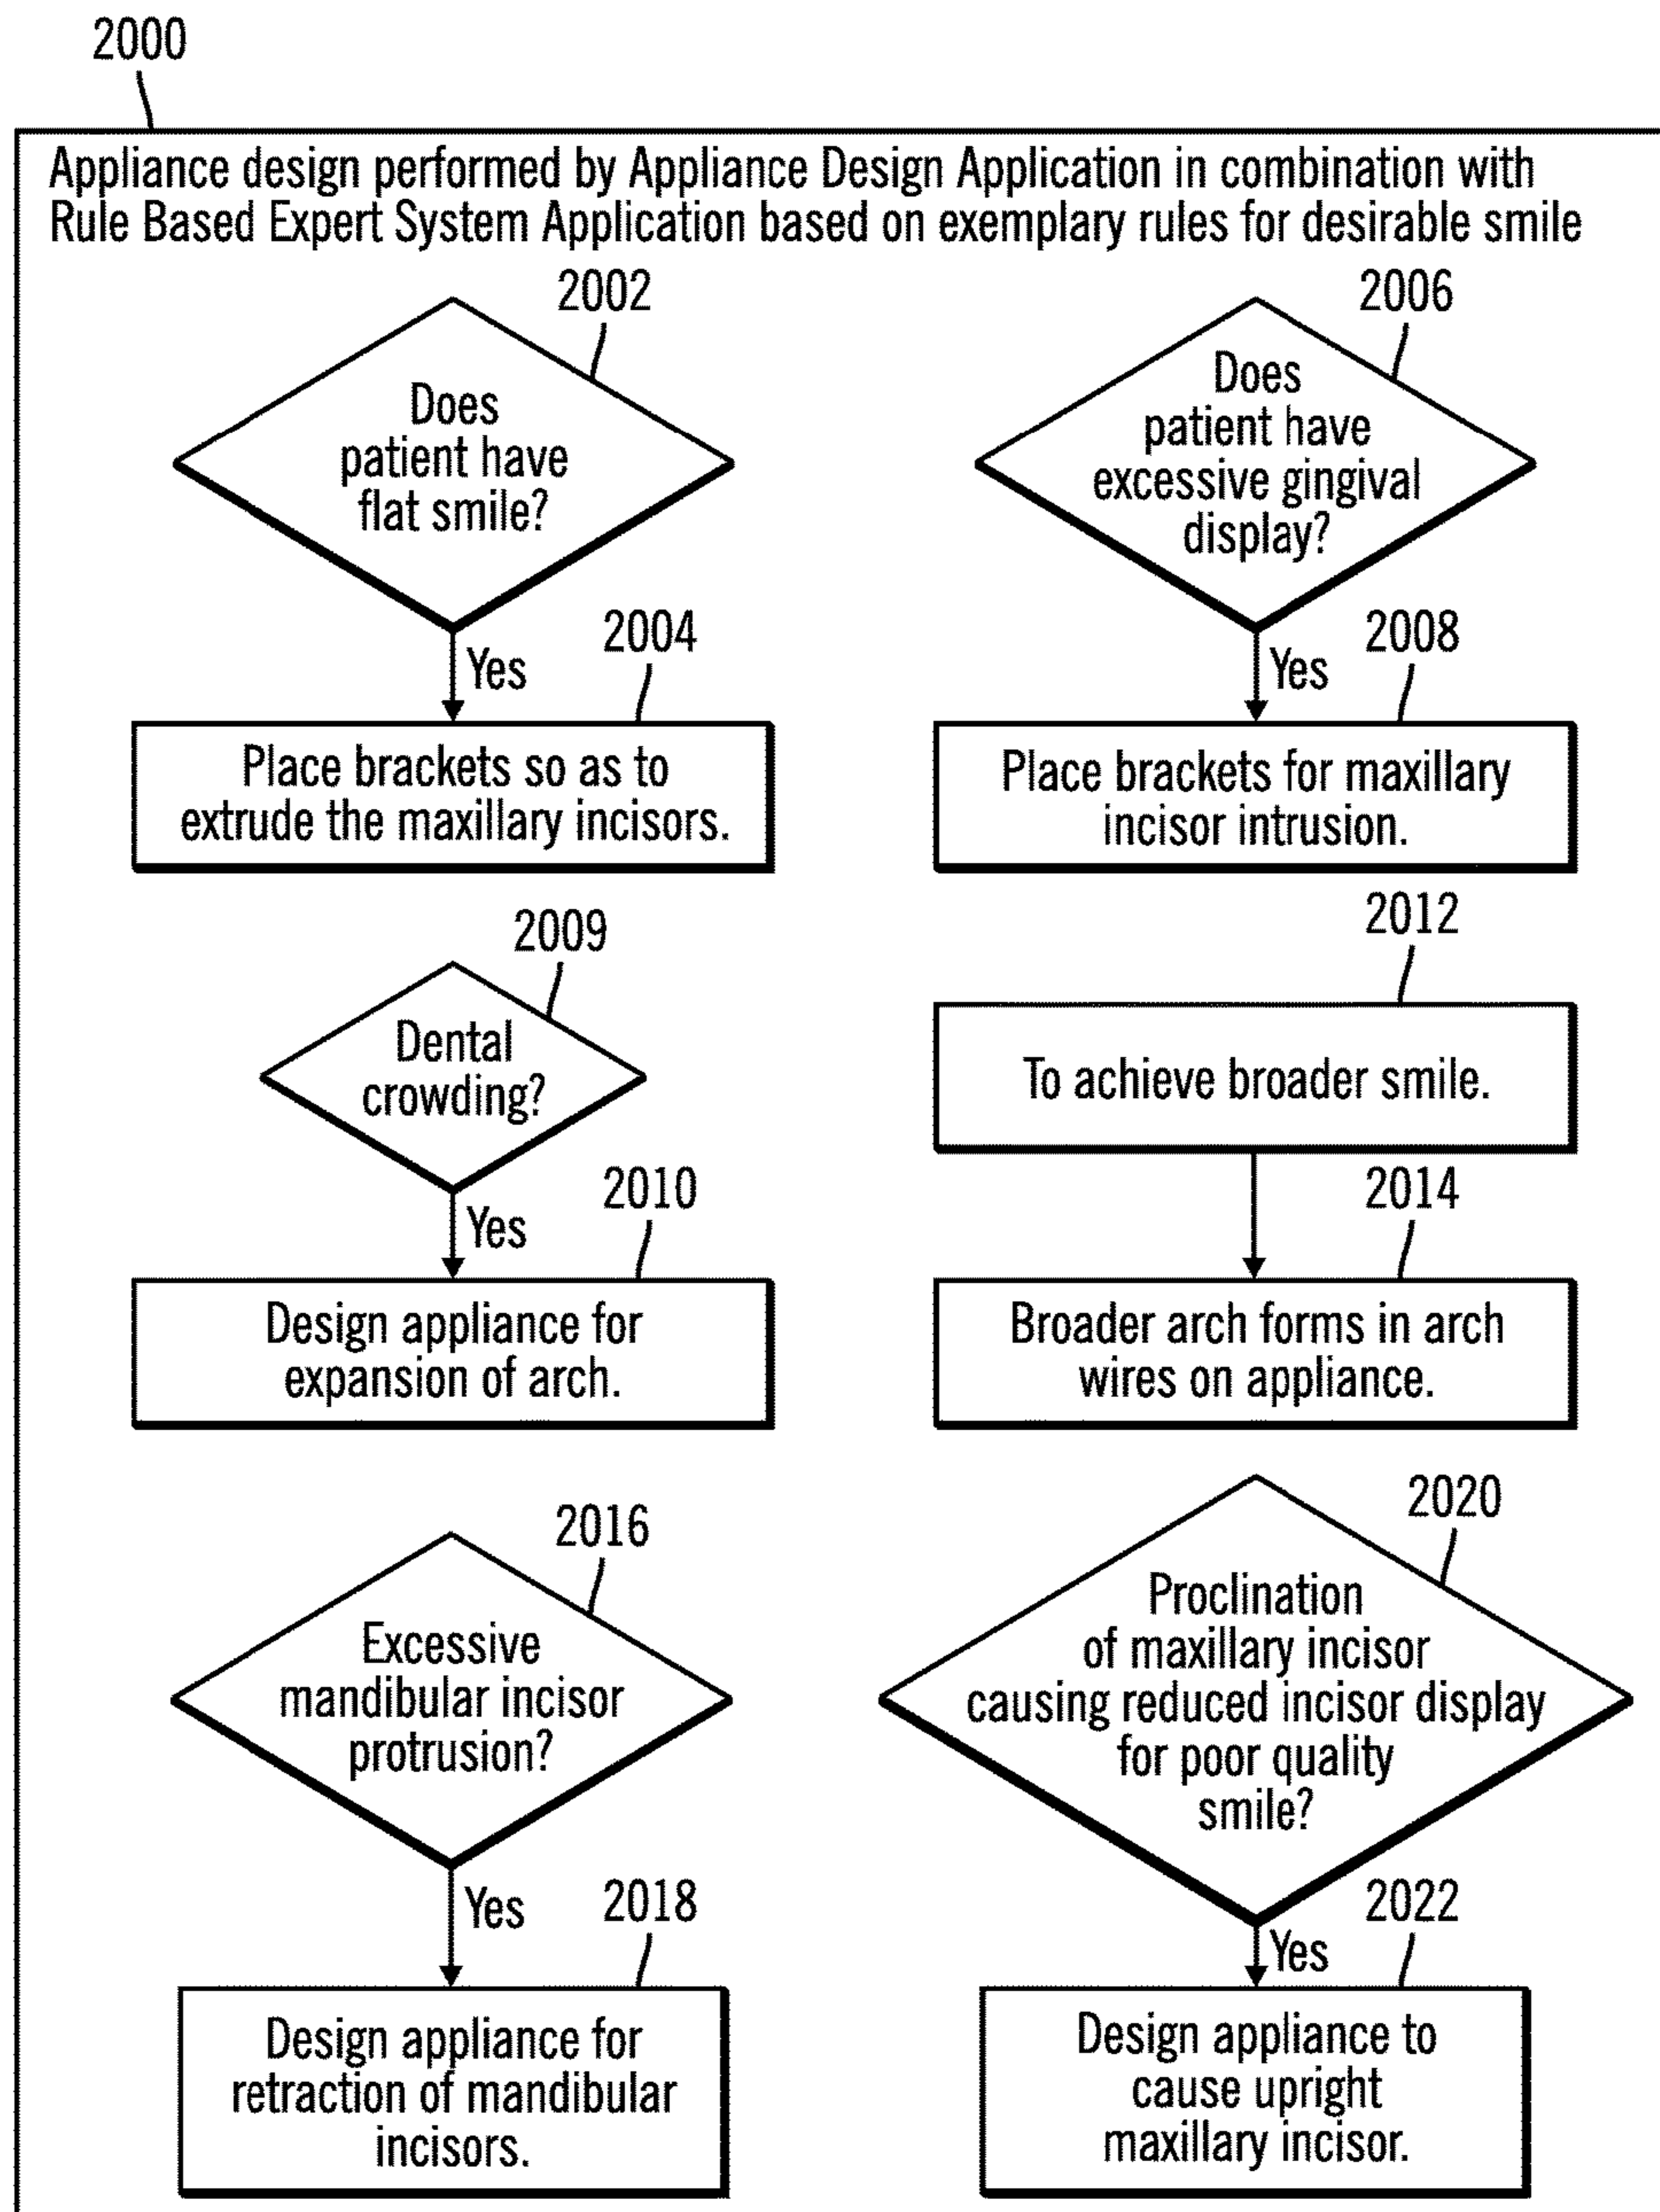 2000
Appliance design performed by Appliance Design Application in combination with
Rule Based Expert System Application based on exemplary rules for desirable smile
2002
Does
patient have
flat smile?
Yes
2004
Place brackets so as to
extrude the maxillary incisors.
2006
Does
patient have
excessive gingival
display?
Yes
2008
Place brackets for maxillary
incisor intrusion.
2009
Dental
crowding?
Yes
2010
Design appliance for
expansion of arch.
2012
To achieve broader smile.
2014
Broader arch forms in arch
wires on appliance.
2016
Excessive
mandibular incisor
protrusion?
Yes
2018
Design appliance for
retraction of mandibular
incisors.
2020
Proclination
of maxillary incisor
causing reduced incisor display
for poor quality
smile?
Yes
2022
Design appliance to
cause upright
maxillary incisor.